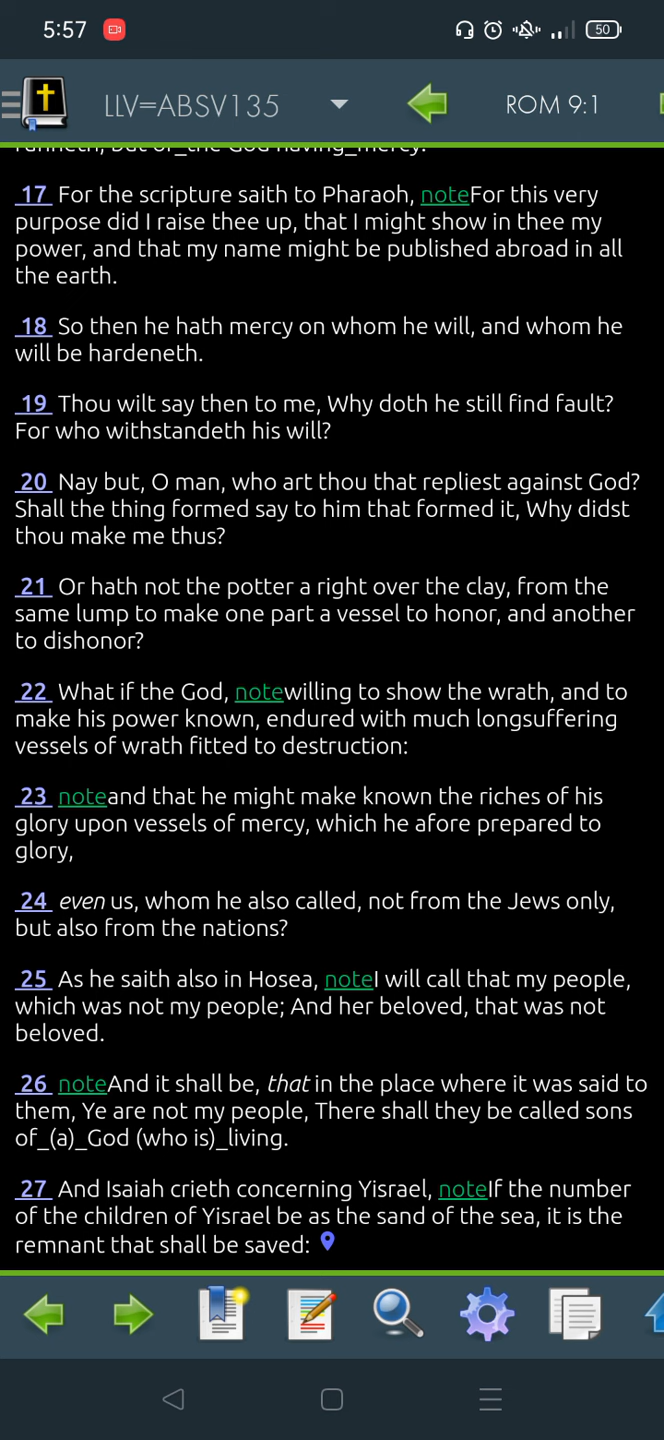 5:57
50
LLV=ABSV135
ROM 9:1
runneth, but of_the God having_mercy.
17 For the scripture saith to Pharaoh, noteFor this very
purpose did I raise thee up, that I might show in thee my
power, and that my name might be published abroad in all
the earth.
18 So then he hath mercy on whom he will, and whom he
will be hardeneth.
19 Thou wilt say then to me, Why doth he still find fault?
For who withstandeth his will?
20 Nay but, O man, who art thou that repliest against God?
Shall the thing formed say to him that formed it, Why didst
thou make me thus?
21 Or hath not the potter a right over the clay, from the
same lump to make one part a vessel to honor, and another
to dishonor?
22 What if the God, notewilling to show the wrath, and to
make his power known, endured with much longsuffering
vessels of wrath fitted to destruction:
23 noteand that he might make known the riches of his
glory upon vessels of mercy, which he afore prepared to
glory,
24 even us, whom he also called, not from the Jews only,
but also from the nations?
25 As he saith also in Hosea, noteI will call that my people,
which was not my people; And her beloved, that was not
beloved.
26 noteAnd it shall be, that in the place where it was said to
them, Ye are not my people, There shall they be called sons
of_(a)_God (who is)_living.
27 And Isaiah crieth concerning Yisrael, noteIf the number
of the children of Yisrael be as the sand of the sea, it is the
remnant that shall be saved: